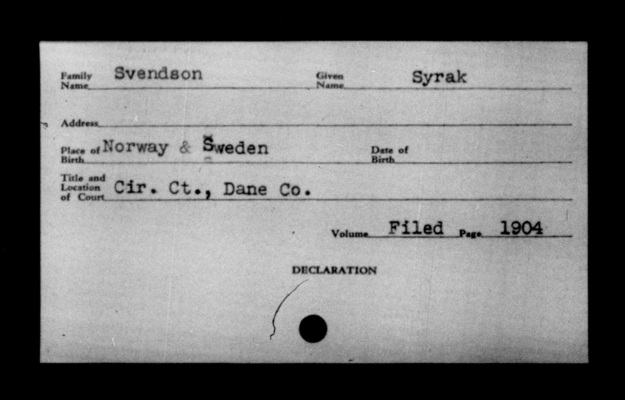 Family Name Svendson Given Name Syrak
Address
Place of Birth Norway & Sweden Date of Birth
Title and Location of Court Cir. Ct., Dane Co.
Volume Filed Page 1904
DECLARATION